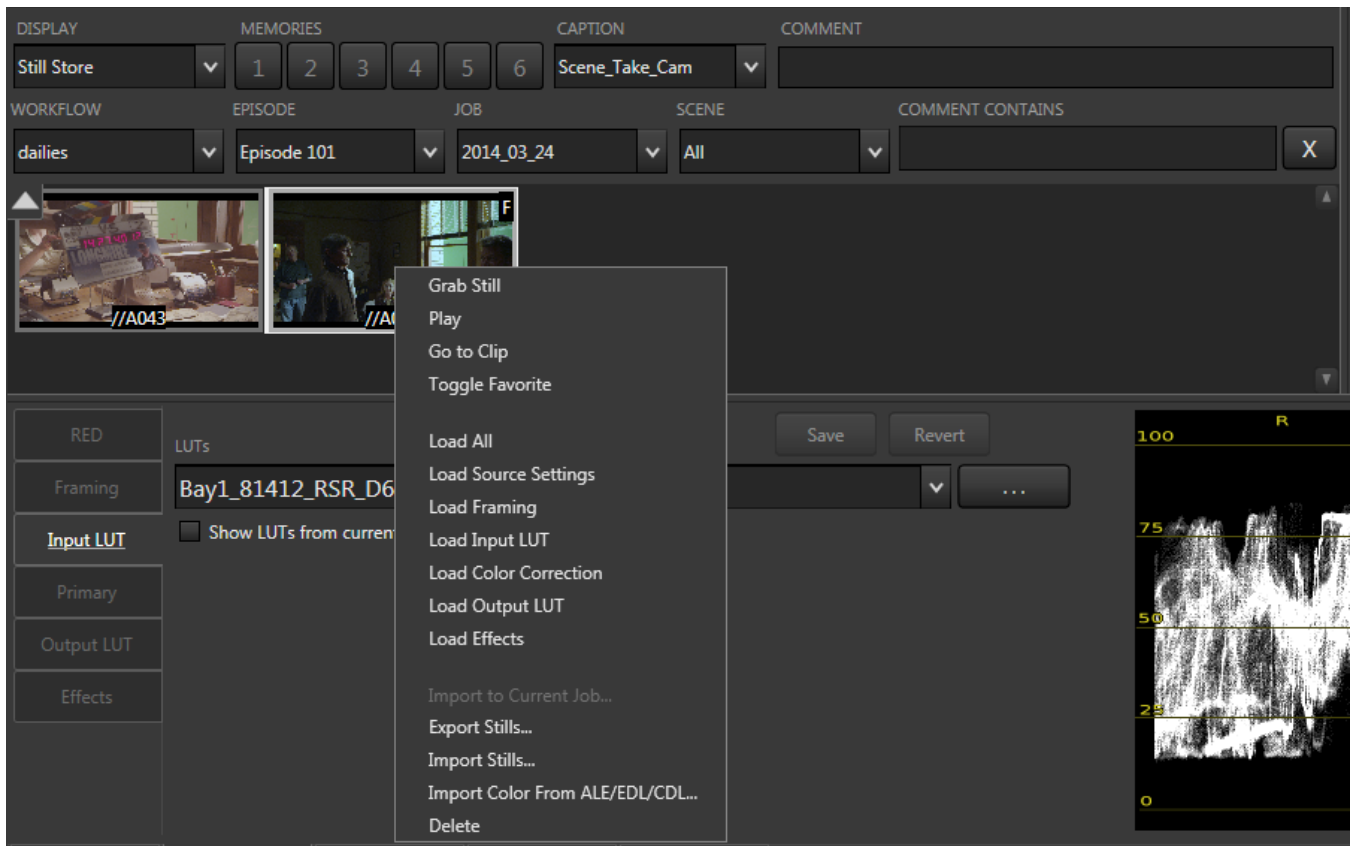 DISPLAY MEMORIES CAPTION COMMENT
Still Store 1 2 3 4 5 6 Scene_Take_Cam
WORKFLOW EPISODE JOB SCENE COMMENT CONTAINS
dailies Episode 101 2014_03_24 All X
F
LONGMIRE
//A043 //A0
Grab Still
Play
Go to Clip
Toggle Favorite
Load All
Load Source Settings
Load Framing
Load Input LUT
Load Color Correction
Load Output LUT
Load Effects
Import to Current Job...
Export Stills...
Import Stills...
Import Color From ALE/EDL/CDL...
Delete
RED
Framing
Input LUT
Primary
Output LUT
Effects
LUTs Save Revert
Bay1_81412_RSR_D6 ...
Show LUTs from curren
R
100
75
50
25
0